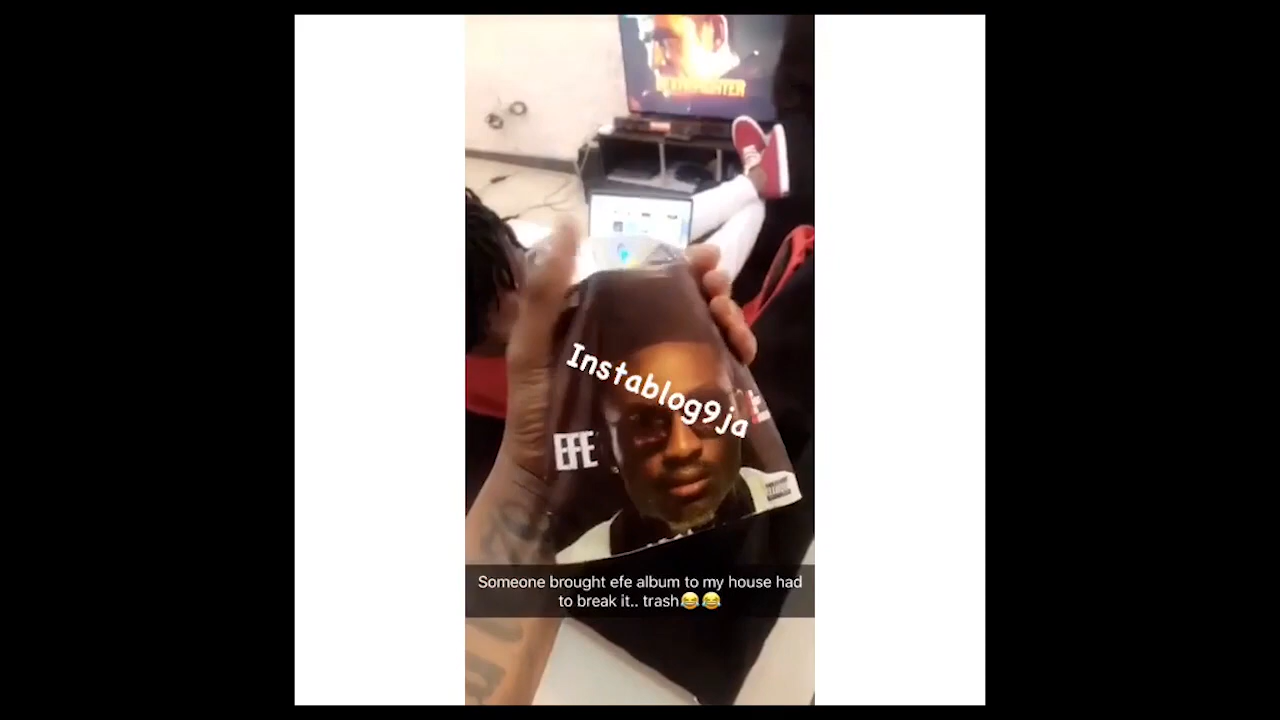 Instablog9ja
EFE
Someone brought efe album to my house had
to break it.. trash😂😂